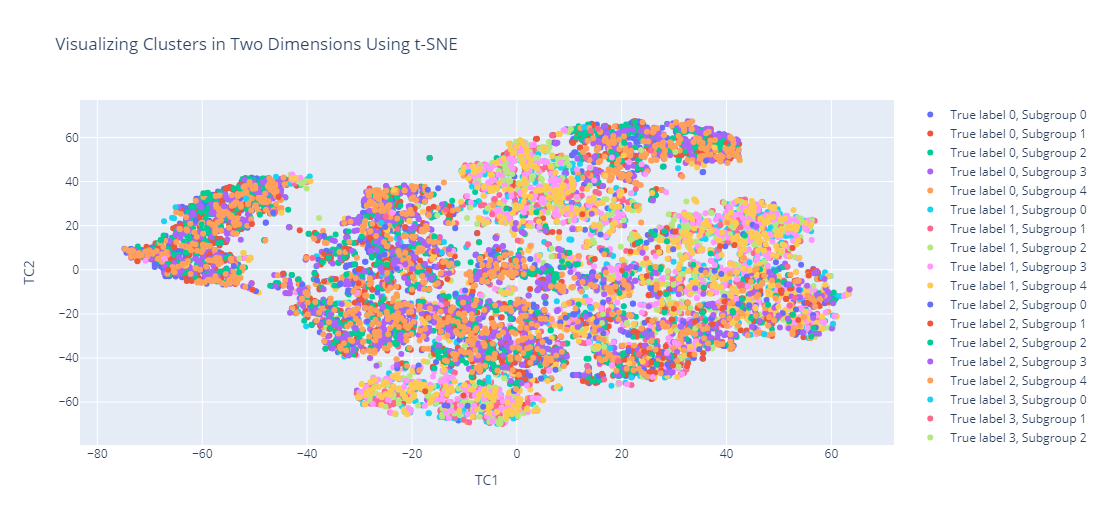 Visualizing Clusters in Two Dimensions Using t-SNE
TC2
60
40
20
0
−20
−40
−60
−80
−60
−40
−20
0
20
40
60
TC1
True label 0, Subgroup 0
True label 0, Subgroup 1
True label 0, Subgroup 2
True label 0, Subgroup 3
True label 0, Subgroup 4
True label 1, Subgroup 0
True label 1, Subgroup 1
True label 1, Subgroup 2
True label 1, Subgroup 3
True label 1, Subgroup 4
True label 2, Subgroup 0
True label 2, Subgroup 1
True label 2, Subgroup 2
True label 2, Subgroup 3
True label 2, Subgroup 4
True label 3, Subgroup 0
True label 3, Subgroup 1
True label 3, Subgroup 2